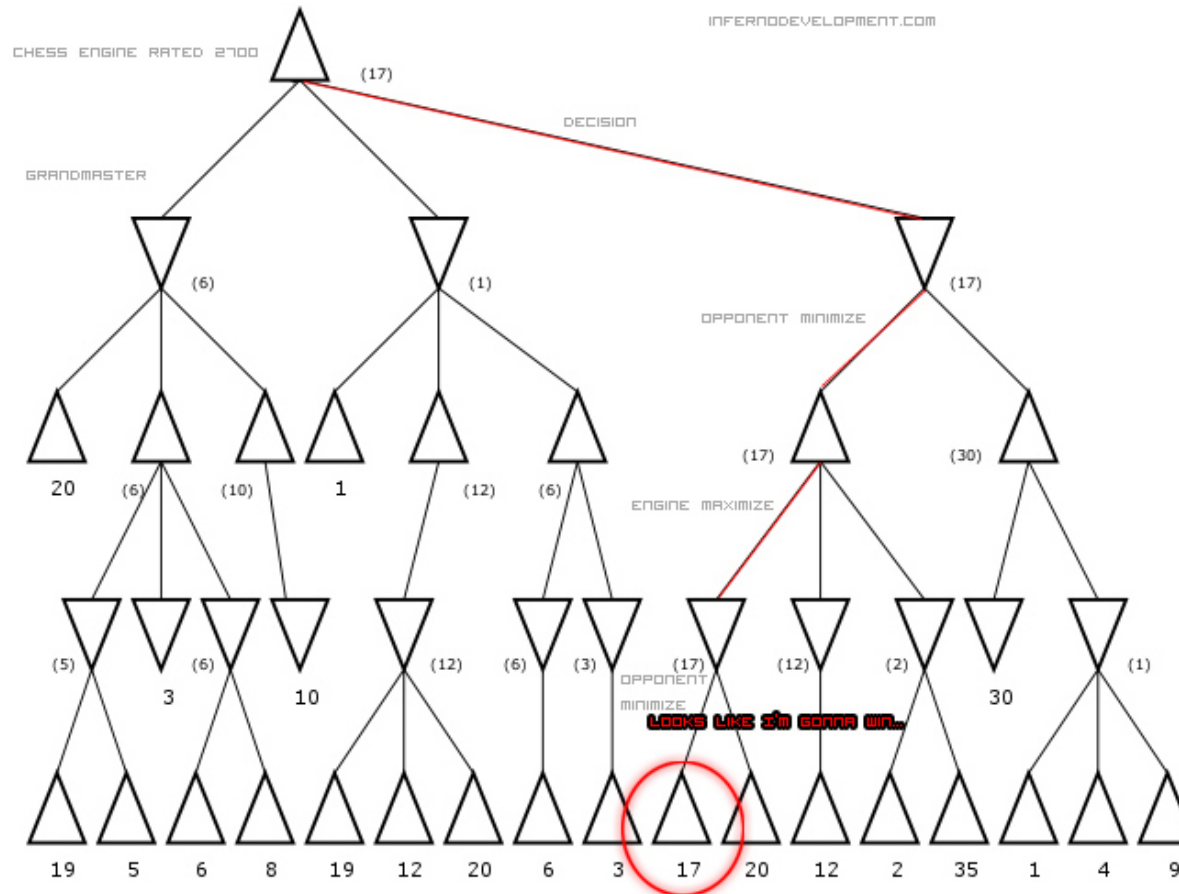 INFERNODEVELOPMENT.COM
CHESS ENGINE RATED 2700
(17)
DECISION
GRANDMASTER
(6) (1) (17)
OPPONENT MINIMIZE
20 (6) (10) 1 (12) (6) (17) (30)
ENGINE MAXIMIZE
(5) 3 (6) 10 (12) (6) (3) (17) (12) (2) 30 (1)
OPPONENT
MINIMIZE
LOOKS LIKE I'M GONNA WIN...
19 5 6 8 19 12 20 6 3 17 20 12 2 35 1 4 9